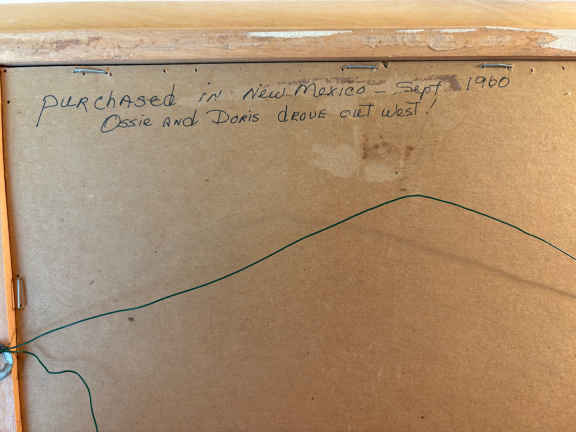 PURCHASED IN New Mexico - Sept 1960
Ossie AND DORIS DROVE OUT West!